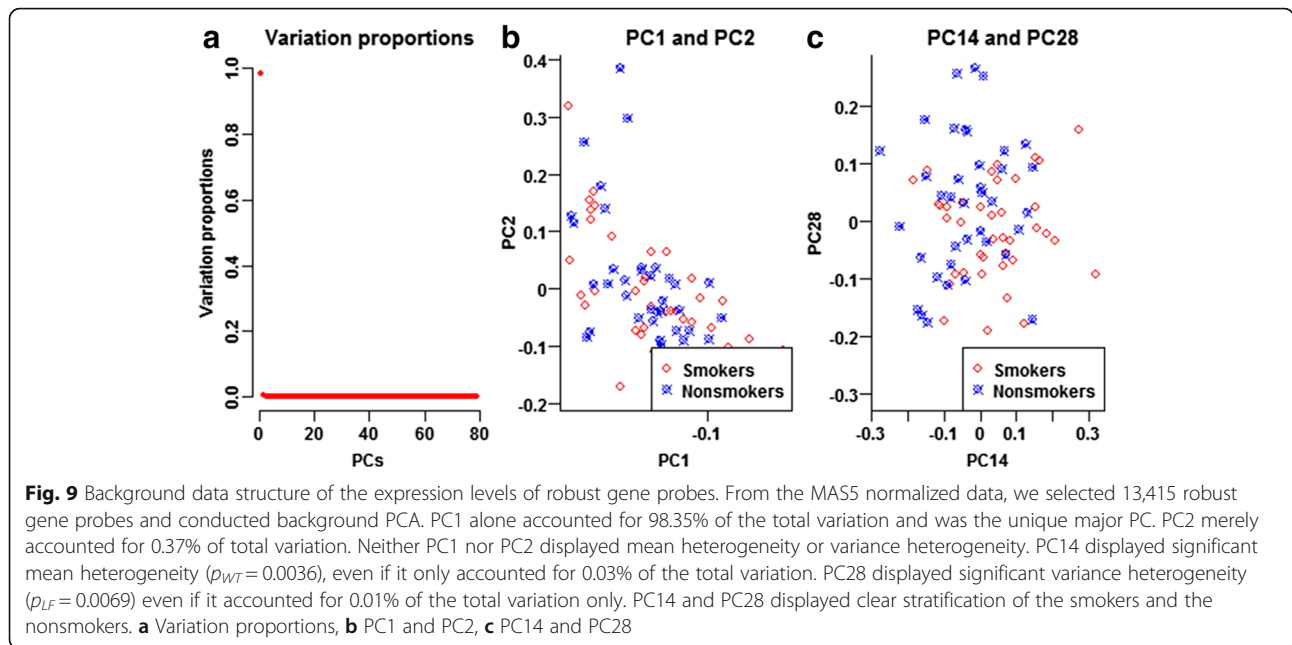 a Variation proportions
Variation proportions
0.0 0.2 0.4 0.6 0.8 1.0
0 20 40 60 80
PCs
b PC1 and PC2
PC2
0.4
0.3
0.2
0.1
0
-0.1
-0.2
Smokers
Nonsmokers
-0.1
PC1
c PC14 and PC28
PC28
0.2
0.1
0
-0.1
-0.2
-0.3
Smokers
Nonsmokers
-0.3 -0.1 0 0.1 0.3
PC14
Fig. 9 Background data structure of the expression levels of robust gene probes. From the MAS5 normalized data, we selected 13,415 robust
gene probes and conducted background PCA. PC1 alone accounted for 98.35% of the total variation and was the unique major PC. PC2 merely
accounted for 0.37% of total variation. Neither PC1 nor PC2 displayed mean heterogeneity or variance heterogeneity. PC14 displayed significant
mean heterogeneity (pWT = 0.0036), even if it only accounted for 0.03% of the total variation. PC28 displayed significant variance heterogeneity
(pLF = 0.0069) even if it accounted for 0.01% of the total variation only. PC14 and PC28 displayed clear stratification of the smokers and the
nonsmokers. a Variation proportions, b PC1 and PC2, c PC14 and PC28